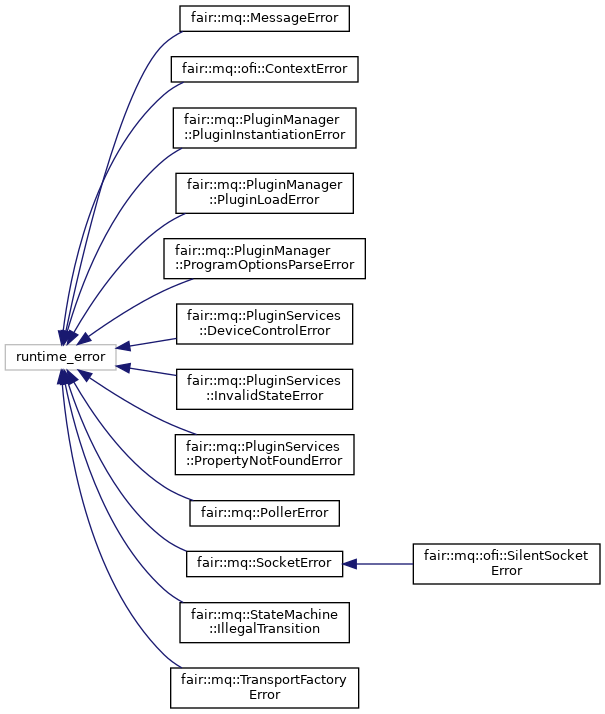 fair::mq::MessageError
fair::mq::ofi::ContextError
fair::mq::PluginManager
::PluginInstantiationError
fair::mq::PluginManager
::PluginLoadError
fair::mq::PluginManager
::ProgramOptionsParseError
fair::mq::PluginServices
::DeviceControlError
runtime_error
fair::mq::PluginServices
::InvalidStateError
fair::mq::PluginServices
::PropertyNotFoundError
fair::mq::PollerError
fair::mq::SocketError
fair::mq::ofi::SilentSocket
Error
fair::mq::StateMachine
::IllegalTransition
fair::mq::TransportFactory
Error